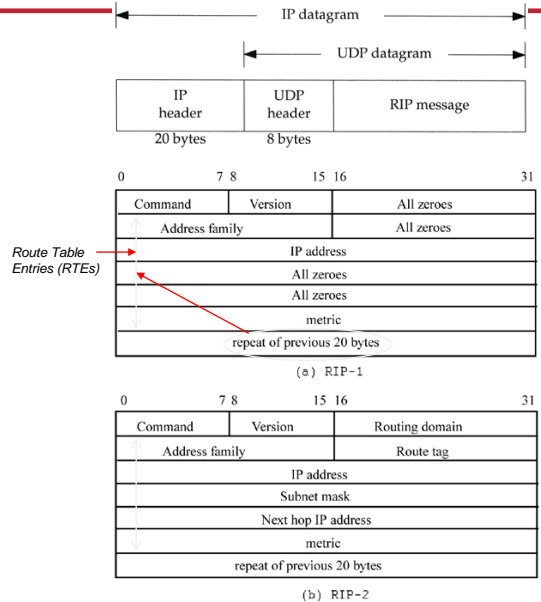 IP datagram
UDP datagram
IP header
UDP header
RIP message
20 bytes
8 bytes
0 7 8 15 16 31
Command Version All zeroes
Address family All zeroes
Route Table Entries (RTEs)
IP address
All zeroes
All zeroes
metric
repeat of previous 20 bytes
(a) RIP-1
0 7 8 15 16 31
Command Version Routing domain
Address family Route tag
IP address
Subnet mask
Next hop IP address
metric
repeat of previous 20 bytes
(b) RIP-2